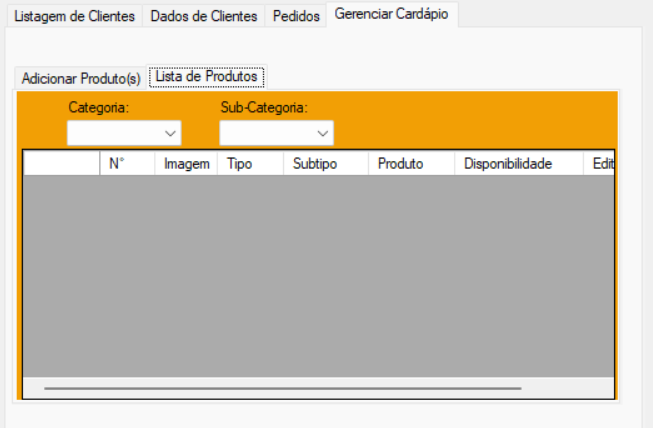 Listagem de Clientes Dados de Clientes Pedidos Gerenciar Cardápio
Adicionar Produto(s) Lista de Produtos
Categoria: Sub-Categoria:
N° Imagem Tipo Subtipo Produto Disponibilidade Edit